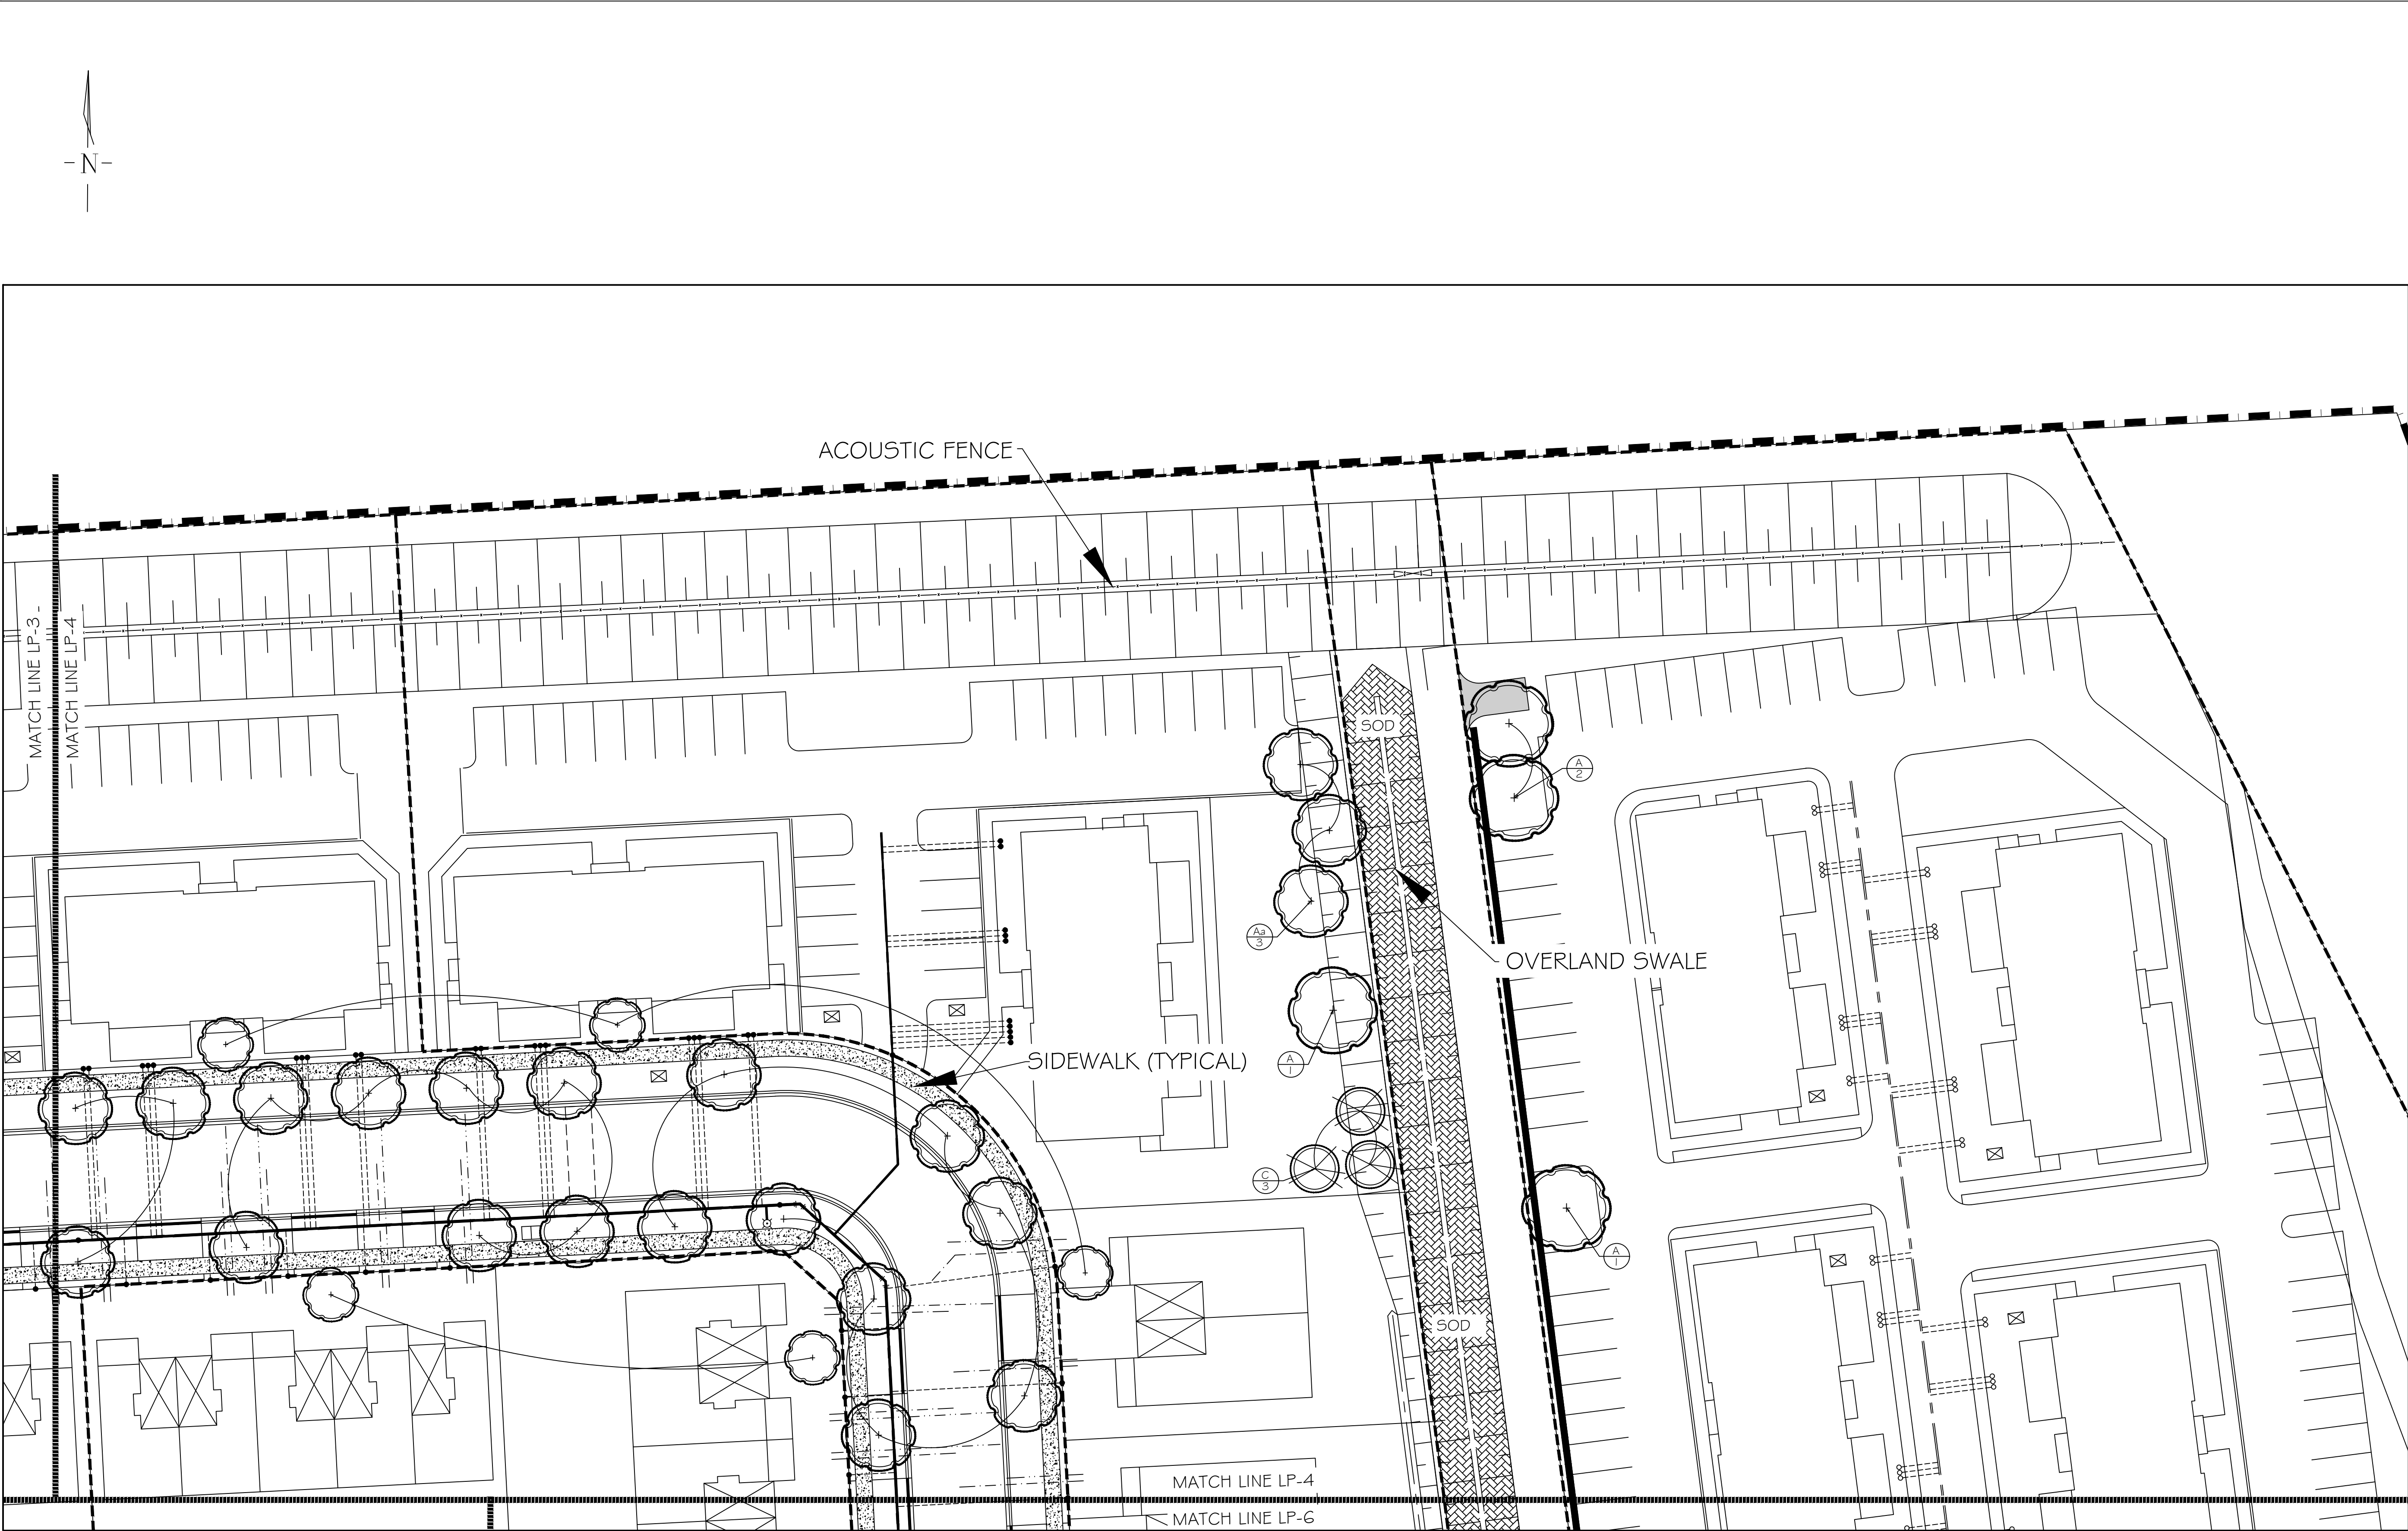 -N-
ACOUSTIC FENCE
MATCH LINE LP-3
MATCH LINE LP-4
SOD
A
2
Aa
3
OVERLAND SWALE
A
1
SIDEWALK (TYPICAL)
C
3
A
1
SOD
MATCH LINE LP-4
MATCH LINE LP-6